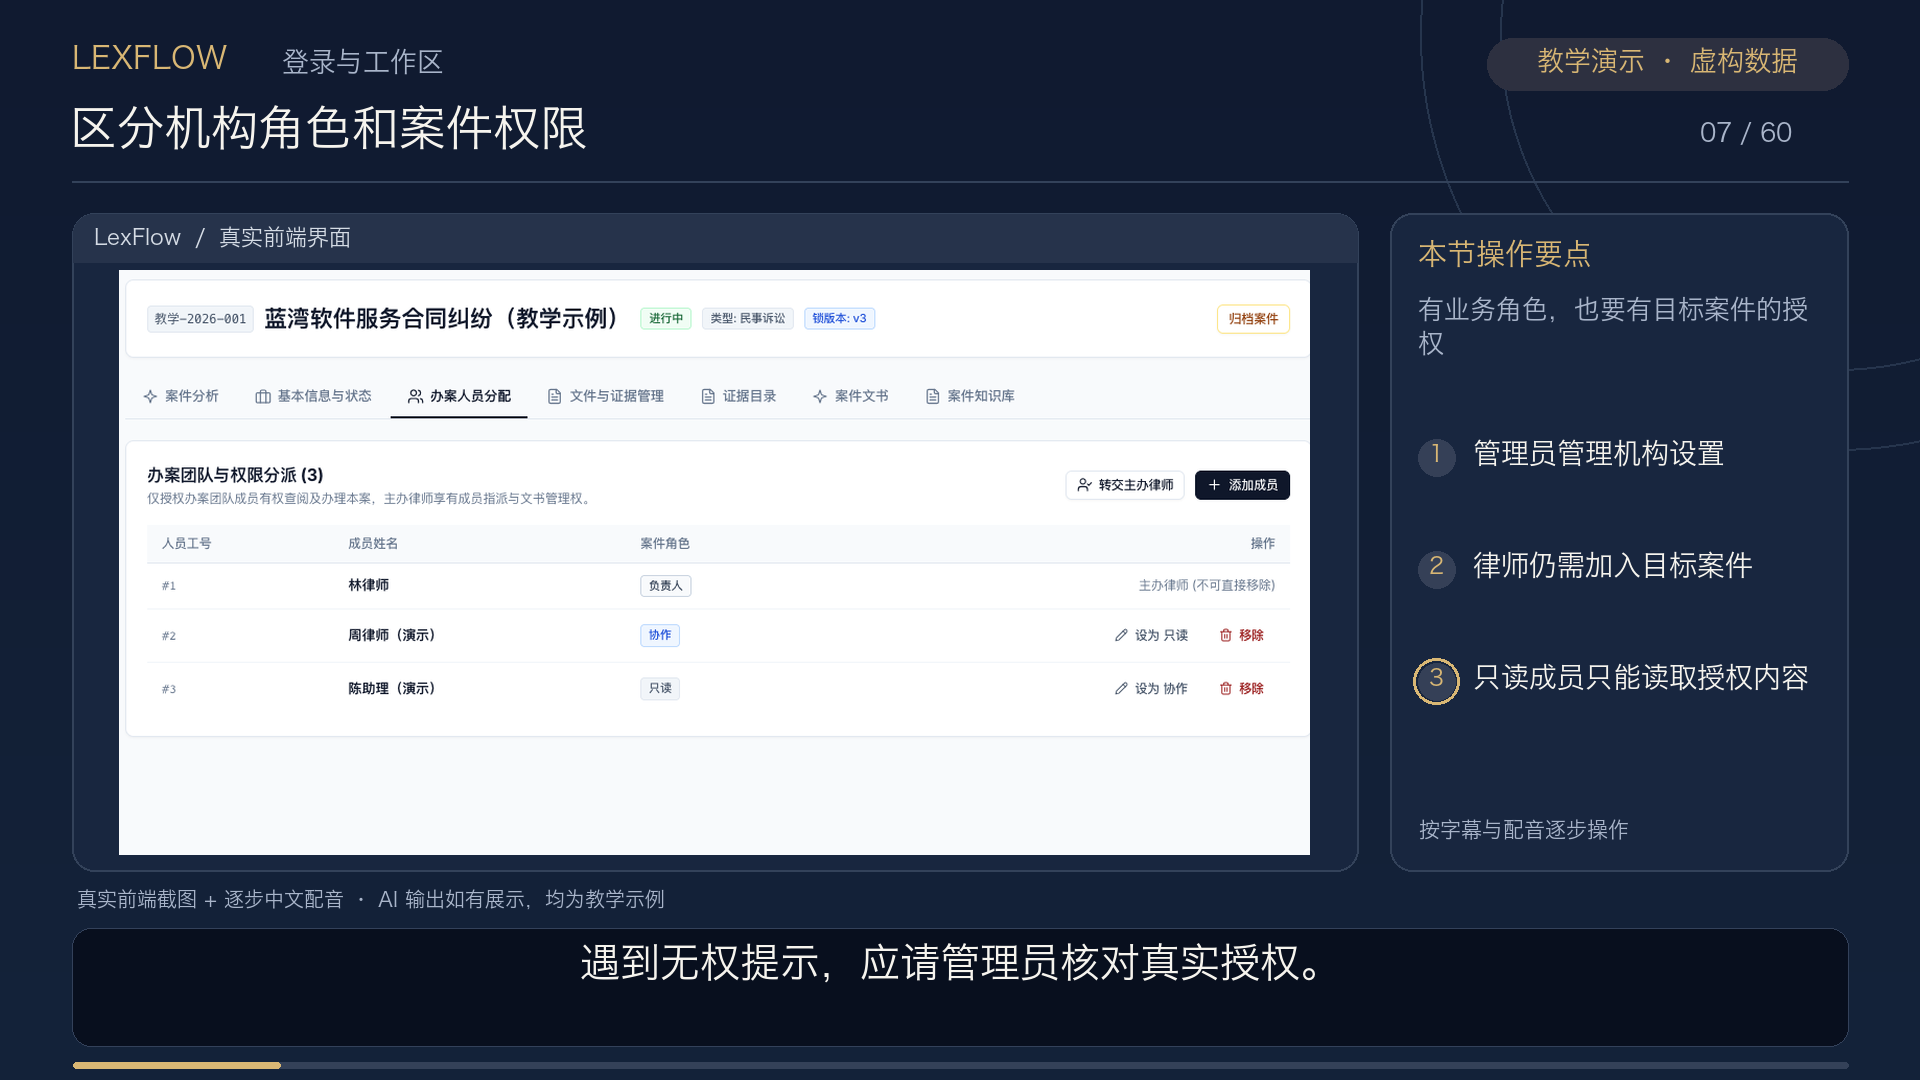 LEXFLOW 登录与工作区
教学演示 · 虚构数据
区分机构角色和案件权限
07 / 60
LexFlow / 真实前端界面
教学-2026-001 蓝湾软件服务合同纠纷（教学示例） 进行中 类型: 民事诉讼 锁版本: v3 归档案件
案件分析 基本信息与状态 办案人员分配 文件与证据管理 证据目录 案件文书 案件知识库
办案团队与权限分派 (3)
仅授权办案团队成员有权查阅及办理本案，主办律师享有成员指派与文书管理权。
转交主办律师 添加成员
人员工号 成员姓名 案件角色 操作
#1 林律师 负责人 主办律师 (不可直接移除)
#2 周律师（演示） 协作 设为 只读 移除
#3 陈助理（演示） 只读 设为 协作 移除
本节操作要点
有业务角色，也要有目标案件的授
权
1 管理员管理机构设置
2 律师仍需加入目标案件
3 只读成员只能读取授权内容
按字幕与配音逐步操作
真实前端截图 + 逐步中文配音 · AI 输出如有展示，均为教学示例
遇到无权提示，应请管理员核对真实授权。